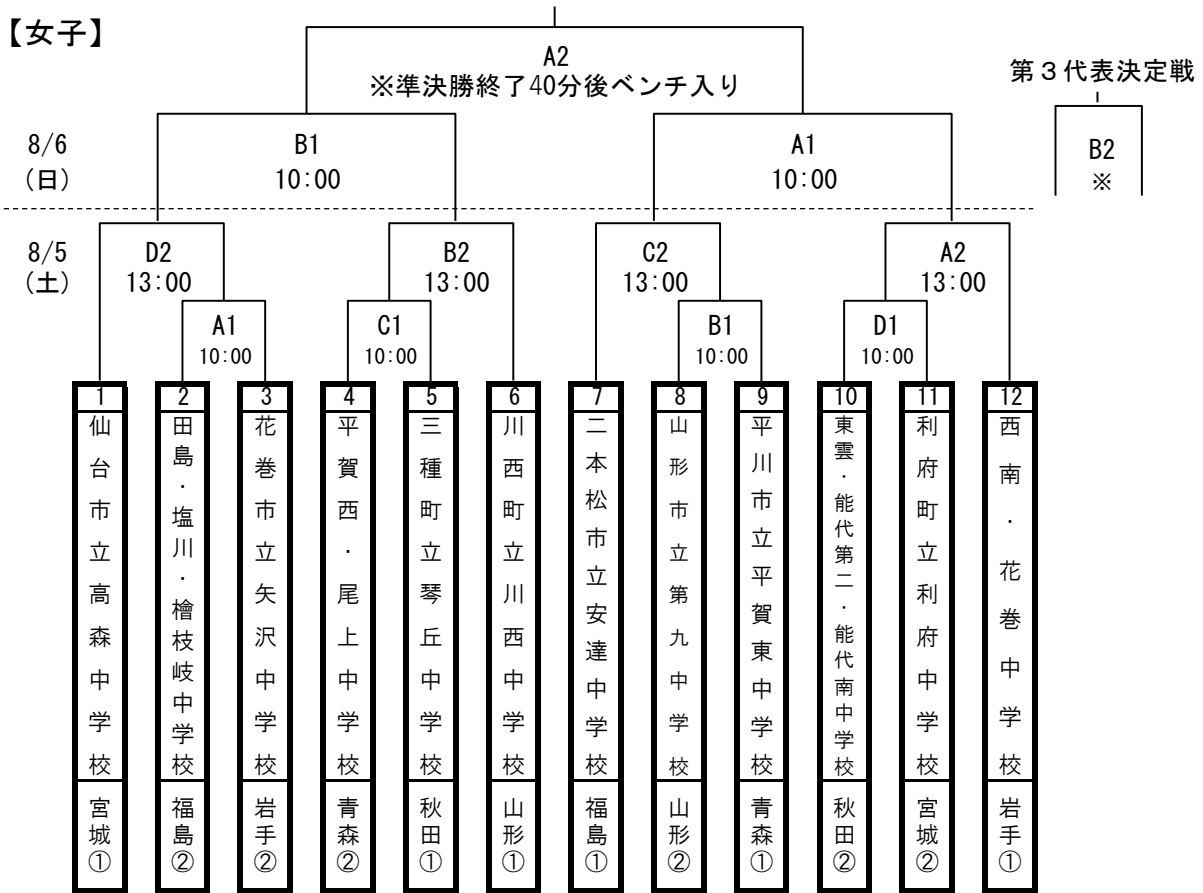 【女子】
A2
※準決勝終了40分後ベンチ入り
第３代表決定戦
8/6
(日)
B1
10:00
A1
10:00
B2
※
8/5
(土)
D2
13:00
B2
13:00
C2
13:00
A2
13:00
A1
10:00
C1
10:00
B1
10:00
D1
10:00
1
仙台市立高森中学校
宮城①
2
田島・塩川・檜枝岐中学校
福島②
3
花巻市立矢沢中学校
岩手②
4
平賀西・尾上中学校
青森②
5
三種町立琴丘中学校
秋田①
6
川西町立川西中学校
山形①
7
二本松市立安達中学校
福島①
8
山形市立第九中学校
山形②
9
平川市立平賀東中学校
青森①
10
東雲・能代第二・能代南中学校
秋田②
11
利府町立利府中学校
宮城②
12
西南・花巻中学校
岩手①